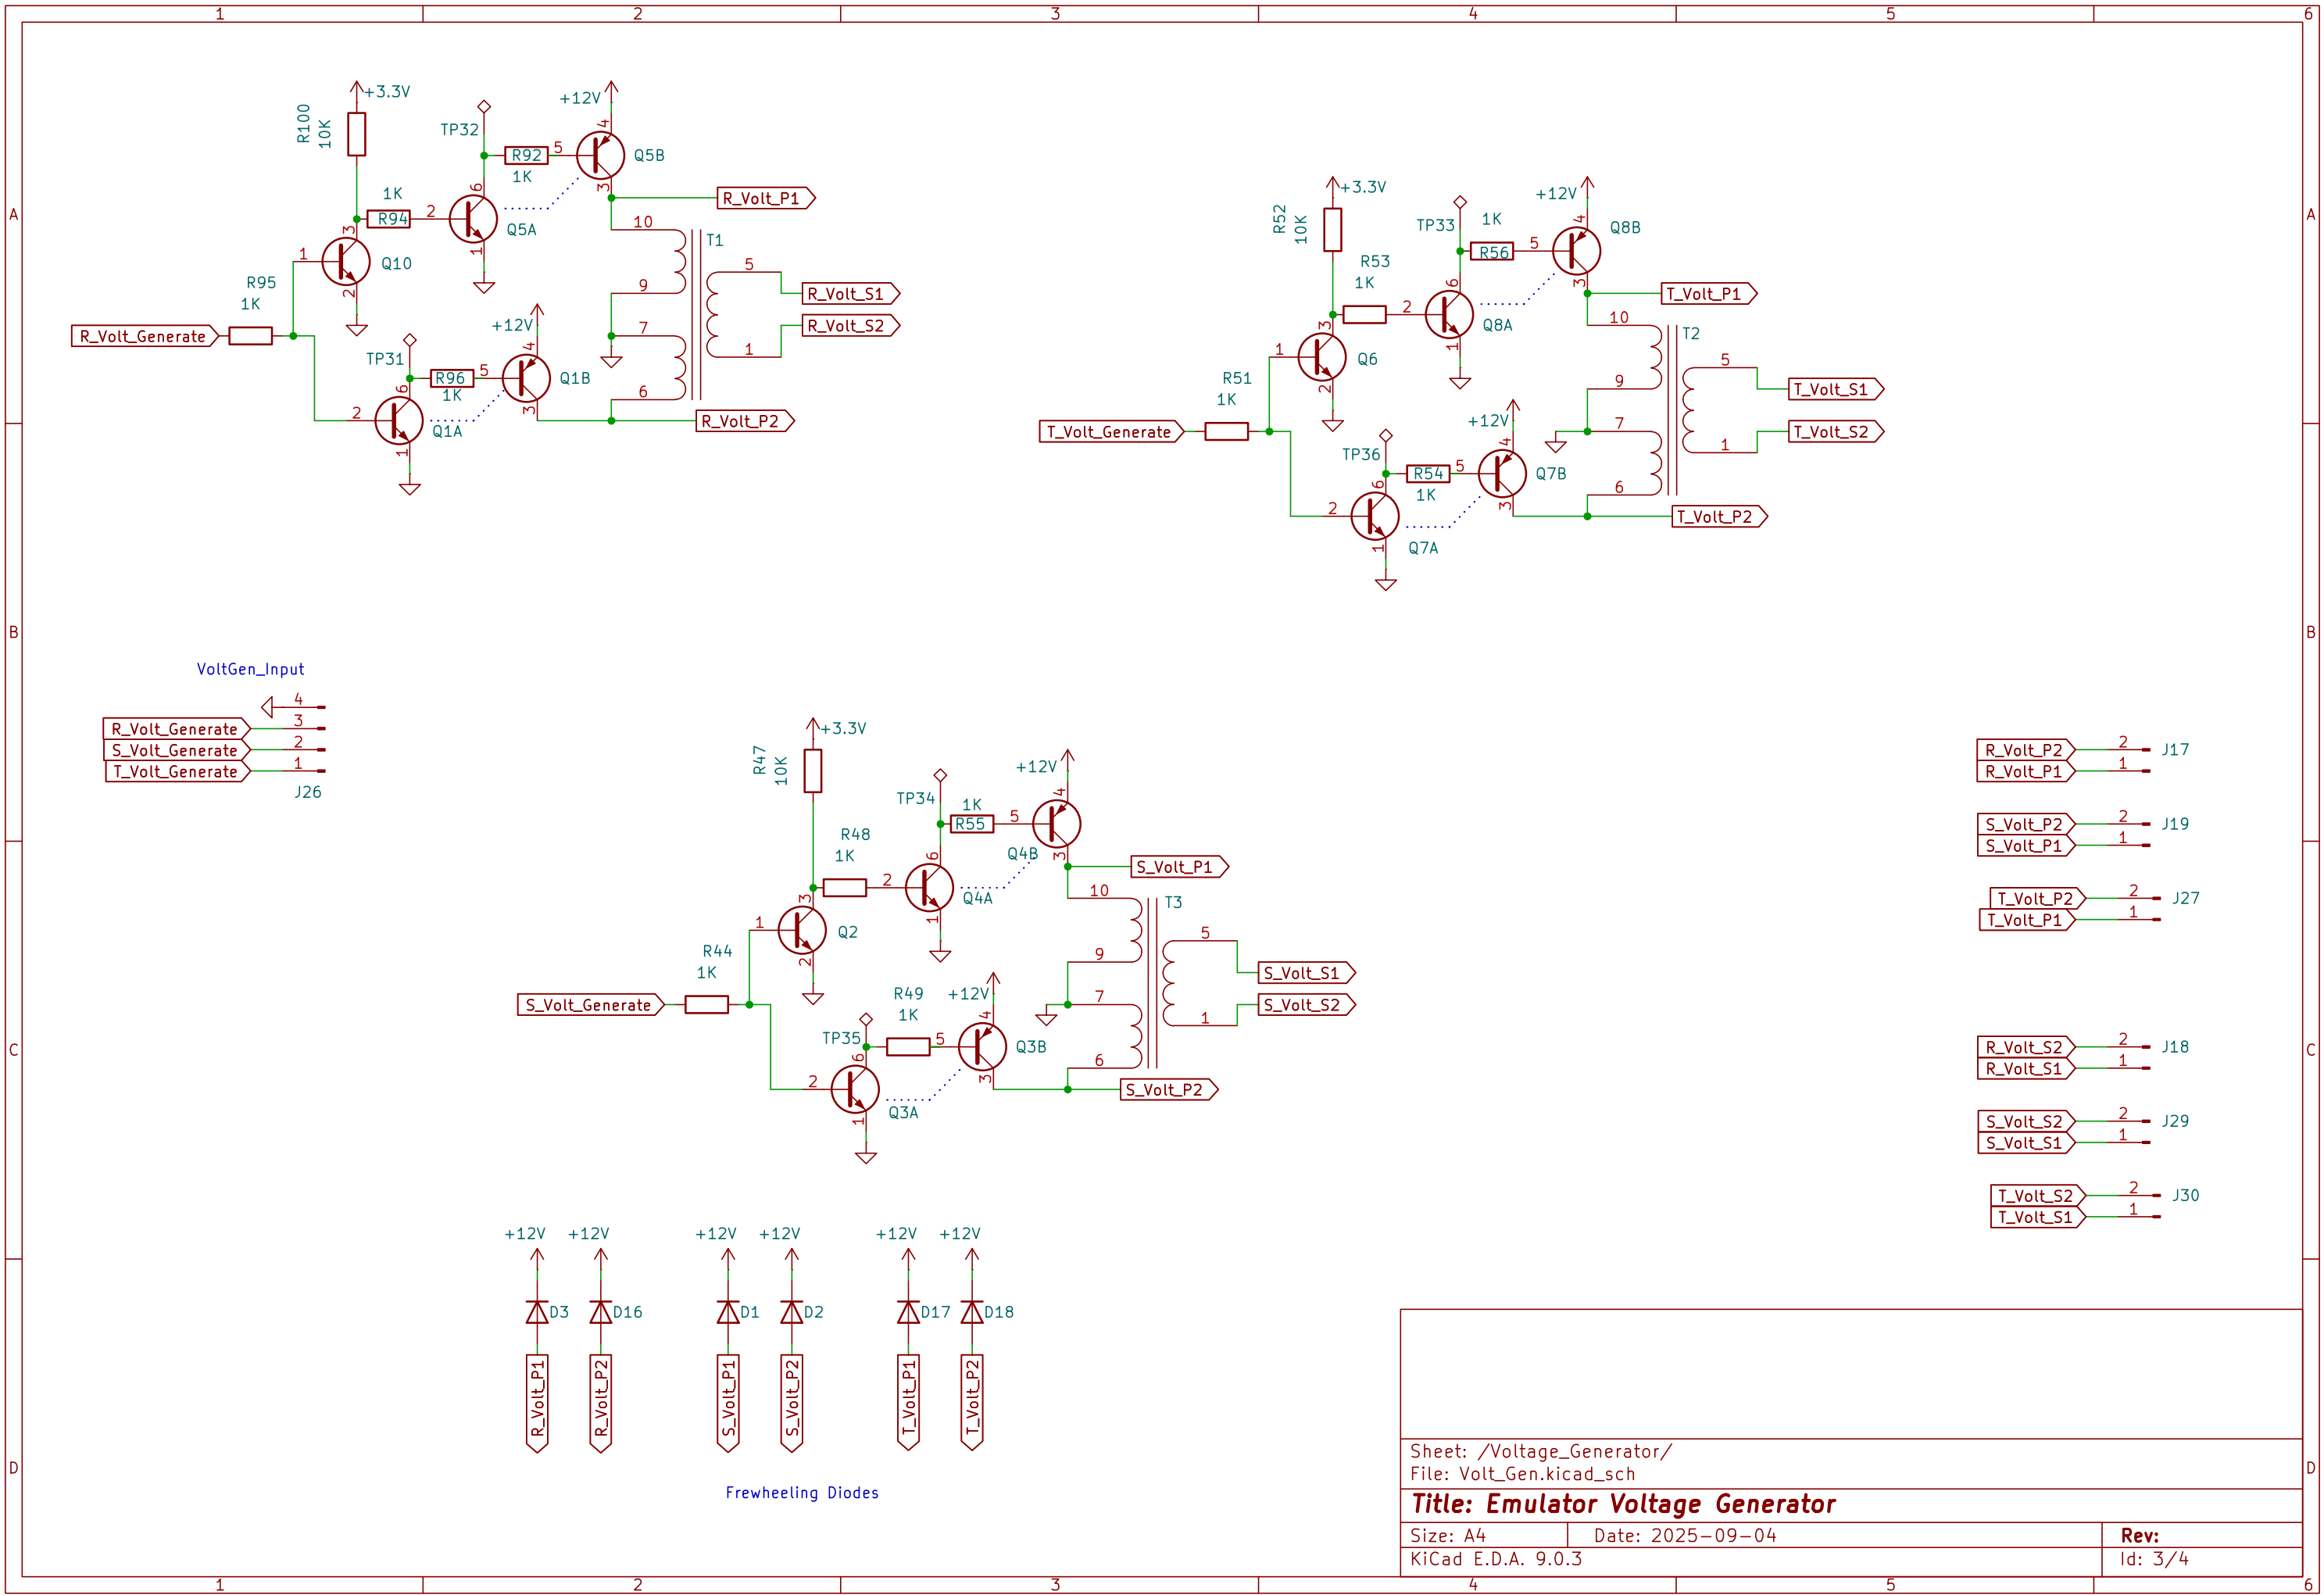 1 2 3 4 5 6
A
B
C
D
A
B
C
D
1 2 3 4 5 6
+3.3V
R100
10K
TP32
+12V
4
R92
1K
5
Q5B
3
R_Volt_P1
1K
R94
2
6
Q5A
1
3
1
Q10
2
R95
1K
R_Volt_Generate
10
T1
9
7
6
5
1
R_Volt_S1
R_Volt_S2
+12V
4
TP31
R96
1K
5
Q1B
3
6
2
Q1A
1
R_Volt_P2
+3.3V
R52
10K
TP33
1K
R56
5
+12V
4
Q8B
3
T_Volt_P1
R53
1K
2
6
Q8A
1
3
1
Q6
2
R51
1K
T_Volt_Generate
10
T2
9
7
6
5
1
T_Volt_S1
T_Volt_S2
+12V
4
TP36
R54
1K
5
Q7B
3
6
2
Q7A
1
T_Volt_P2
VoltGen_Input
4
R_Volt_Generate 3
S_Volt_Generate 2
T_Volt_Generate 1
J26
+3.3V
R47
10K
TP34
1K
R55
5
+12V
4
Q4B
3
S_Volt_P1
R48
1K
2
6
Q4A
1
3
1
Q2
2
R44
1K
S_Volt_Generate
10
T3
9
7
6
5
1
S_Volt_S1
S_Volt_S2
+12V
4
R49
1K
TP35
5
Q3B
3
6
2
Q3A
1
S_Volt_P2
R_Volt_P2 2 J17
R_Volt_P1 1
S_Volt_P2 2 J19
S_Volt_P1 1
T_Volt_P2 2 J27
T_Volt_P1 1
R_Volt_S2 2 J18
R_Volt_S1 1
S_Volt_S2 2 J29
S_Volt_S1 1
T_Volt_S2 2 J30
T_Volt_S1 1
+12V +12V +12V +12V +12V +12V
D3 D16 D1 D2 D17 D18
R_Volt_P1 R_Volt_P2 S_Volt_P1 S_Volt_P2 T_Volt_P1 T_Volt_P2
Frewheeling Diodes
Sheet: /Voltage_Generator/
File: Volt_Gen.kicad_sch
Title: Emulator Voltage Generator
Size: A4 Date: 2025-09-04 Rev:
KiCad E.D.A. 9.0.3 Id: 3/4